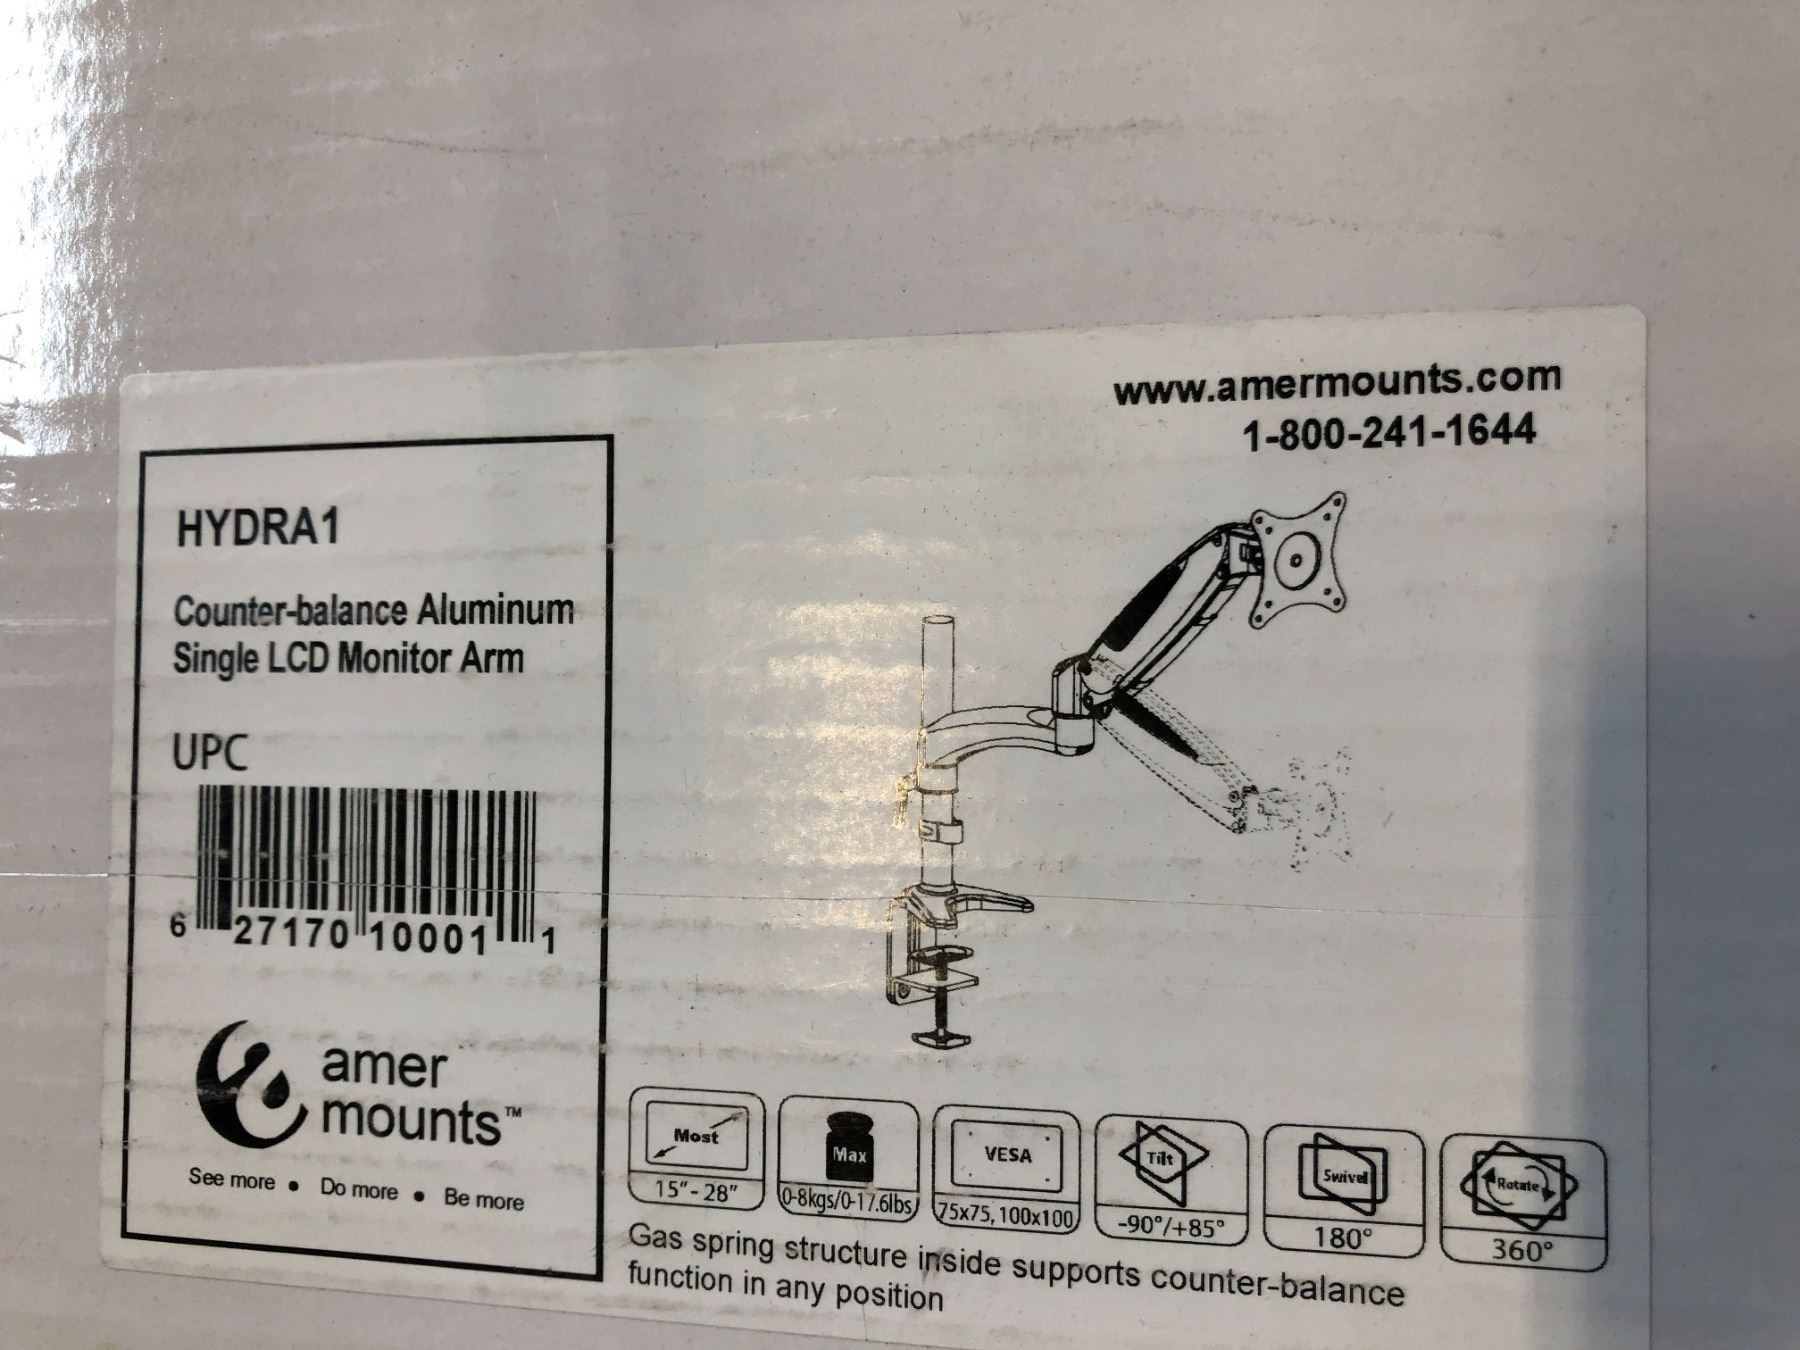 www.amermounts.com
1-800-241-1644
HYDRA1
Counter-balance Aluminum
Single LCD Monitor Arm
UPC
6 27170 10001 1
amer
mounts™
See more • Do more • Be more
Most
15"- 28"
Max
0-8kgs/0-17.6lbs
VESA
75x75, 100x100
Tilt
-90°/+85°
Swivel
180°
Rotate
360°
Gas spring structure inside supports counter-balance
function in any position